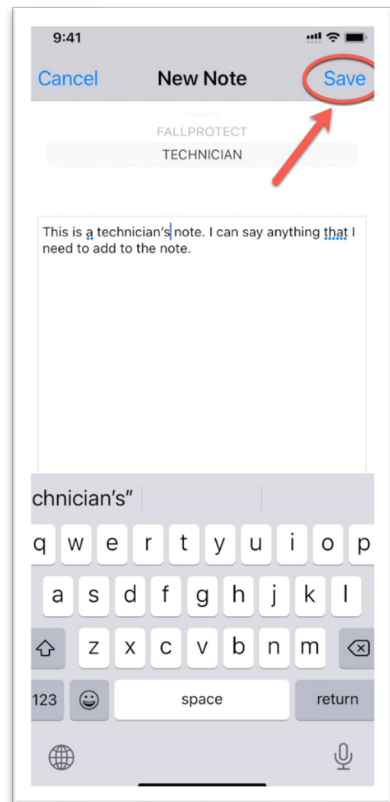 9:41
Cancel New Note Save
FALLPROTECT
TECHNICIAN
This is a technician's note. I can say anything that I
need to add to the note.
chnician's”
q w e r t y u i o p
a s d f g h j k l
z x c v b n m
123 space return